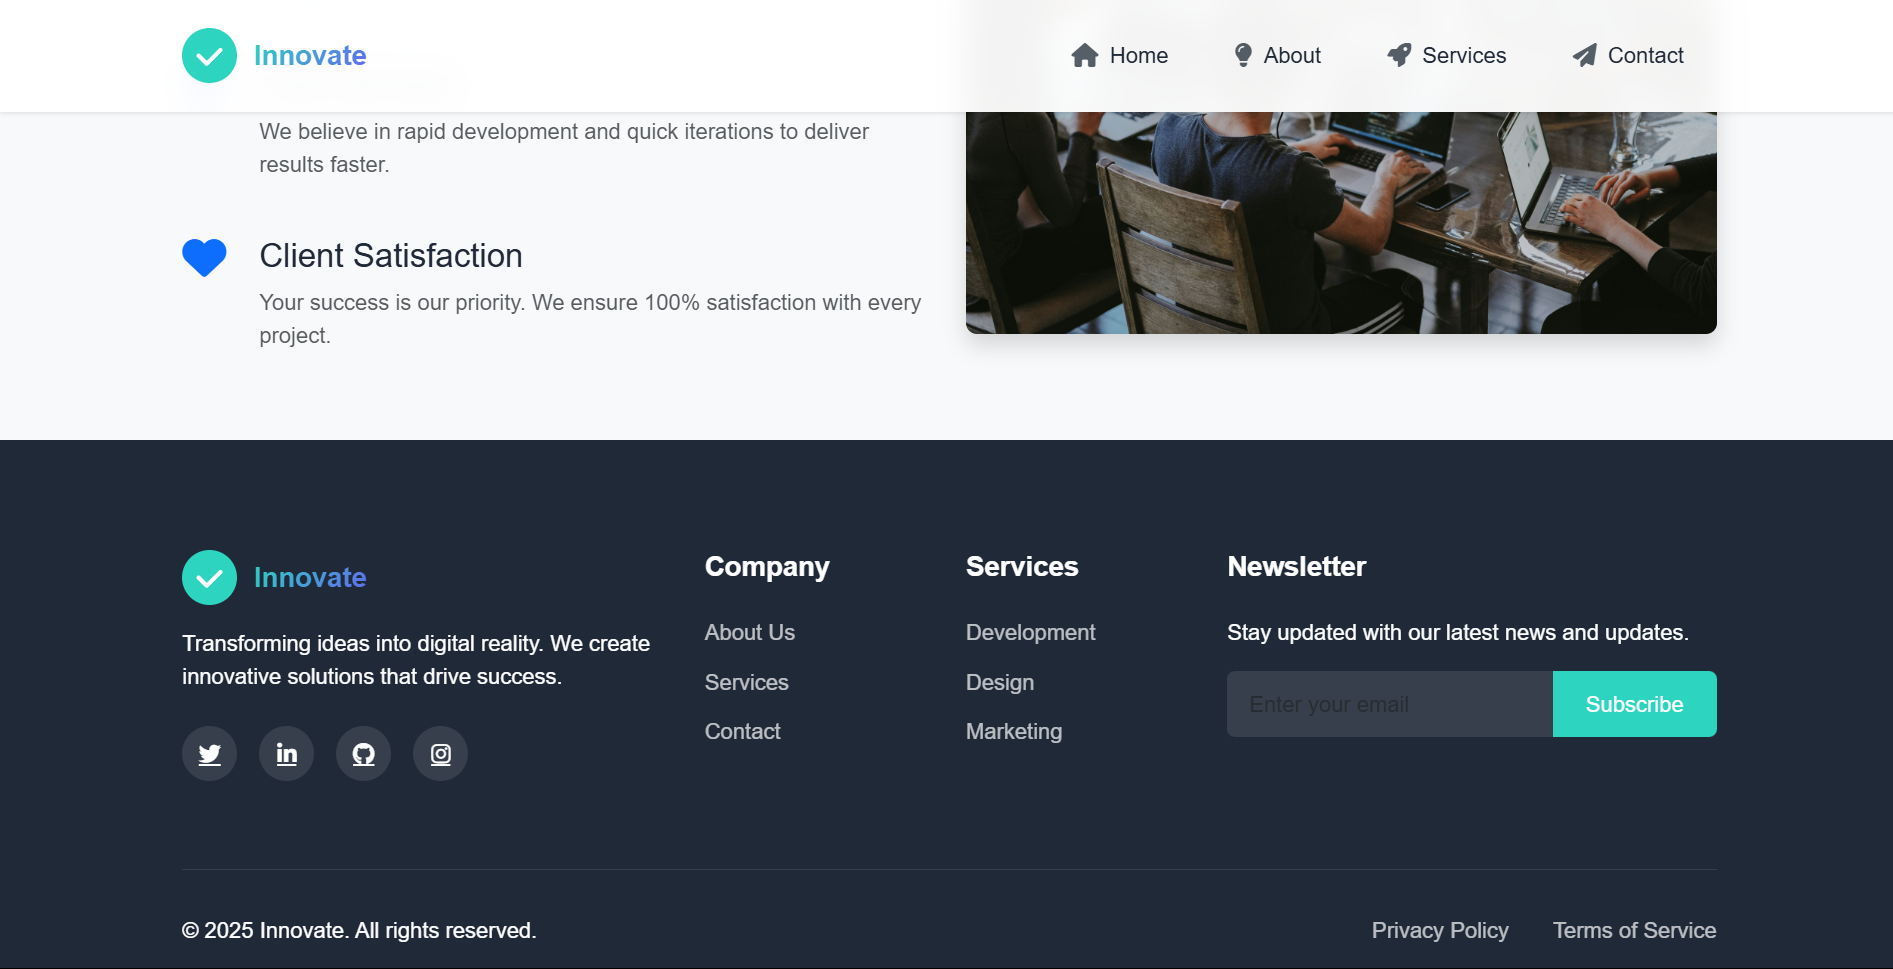 Innovate
Home About Services Contact
We believe in rapid development and quick iterations to deliver
results faster.
Client Satisfaction
Your success is our priority. We ensure 100% satisfaction with every
project.
Innovate
Transforming ideas into digital reality. We create
innovative solutions that drive success.
Company
About Us
Services
Contact
Services
Development
Design
Marketing
Newsletter
Stay updated with our latest news and updates.
Enter your email
Subscribe
© 2025 Innovate. All rights reserved.
Privacy Policy Terms of Service